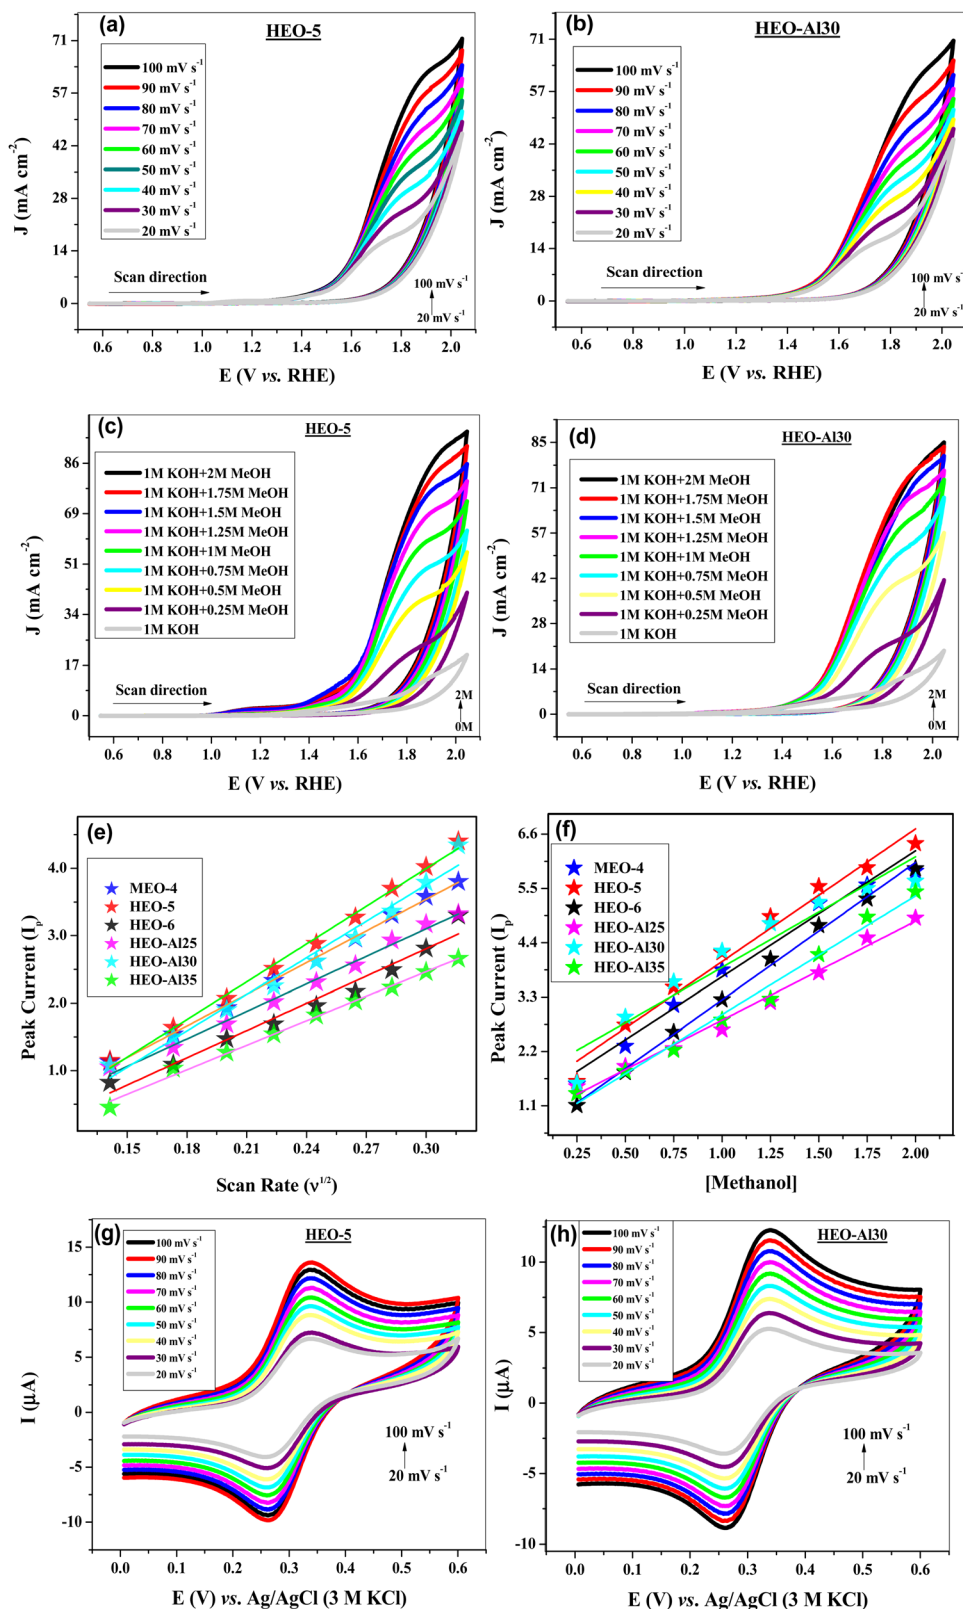 (a)
HEO-5
71
57
42
28
14
0
100 mV s⁻¹
90 mV s⁻¹
80 mV s⁻¹
70 mV s⁻¹
60 mV s⁻¹
50 mV s⁻¹
40 mV s⁻¹
30 mV s⁻¹
20 mV s⁻¹
Scan direction
100 mV s⁻¹
20 mV s⁻¹
J (mA cm⁻²)
0.6 0.8 1.0 1.2 1.4 1.6 1.8 2.0
E (V vs. RHE)
(b)
HEO-Al30
71
57
42
28
14
0
100 mV s⁻¹
90 mV s⁻¹
80 mV s⁻¹
70 mV s⁻¹
60 mV s⁻¹
50 mV s⁻¹
40 mV s⁻¹
30 mV s⁻¹
20 mV s⁻¹
Scan direction
100 mV s⁻¹
20 mV s⁻¹
J (mA cm⁻²)
0.6 0.8 1.0 1.2 1.4 1.6 1.8 2.0
E (V vs. RHE)
(c)
HEO-5
86
69
51
34
17
0
1M KOH+2M MeOH
1M KOH+1.75M MeOH
1M KOH+1.5M MeOH
1M KOH+1.25M MeOH
1M KOH+1M MeOH
1M KOH+0.75M MeOH
1M KOH+0.5M MeOH
1M KOH+0.25M MeOH
1M KOH
Scan direction
2M
0M
J (mA cm⁻²)
0.6 0.8 1.0 1.2 1.4 1.6 1.8 2.0
E (V vs. RHE)
(d)
HEO-Al30
85
71
57
42
28
14
0
1M KOH+2M MeOH
1M KOH+1.75M MeOH
1M KOH+1.5M MeOH
1M KOH+1.25M MeOH
1M KOH+1M MeOH
1M KOH+0.75M MeOH
1M KOH+0.5M MeOH
1M KOH+0.25M MeOH
1M KOH
Scan direction
2M
0M
J (mA cm⁻²)
0.6 0.8 1.0 1.2 1.4 1.6 1.8 2.0
E (V vs. RHE)
(e)
4.0
3.0
2.0
1.0
MEO-4
HEO-5
HEO-6
HEO-Al25
HEO-Al30
HEO-Al35
Peak Current (Iₚ)
0.15 0.18 0.21 0.24 0.27 0.30
Scan Rate (ν¹ᐟ²)
(f)
6.6
5.5
4.4
3.3
2.2
1.1
MEO-4
HEO-5
HEO-6
HEO-Al25
HEO-Al30
HEO-Al35
Peak Current (Iₚ)
0.25 0.50 0.75 1.00 1.25 1.50 1.75 2.00
[Methanol]
(g)
HEO-5
15
10
5
0
-5
-10
100 mV s⁻¹
90 mV s⁻¹
80 mV s⁻¹
70 mV s⁻¹
60 mV s⁻¹
50 mV s⁻¹
40 mV s⁻¹
30 mV s⁻¹
20 mV s⁻¹
100 mV s⁻¹
20 mV s⁻¹
I (μA)
0.0 0.1 0.2 0.3 0.4 0.5 0.6
E (V) vs. Ag/AgCl (3 M KCl)
(h)
HEO-Al30
10
5
0
-5
-10
100 mV s⁻¹
90 mV s⁻¹
80 mV s⁻¹
70 mV s⁻¹
60 mV s⁻¹
50 mV s⁻¹
40 mV s⁻¹
30 mV s⁻¹
20 mV s⁻¹
100 mV s⁻¹
20 mV s⁻¹
I (μA)
0.0 0.1 0.2 0.3 0.4 0.5 0.6
E (V) vs. Ag/AgCl (3 M KCl)